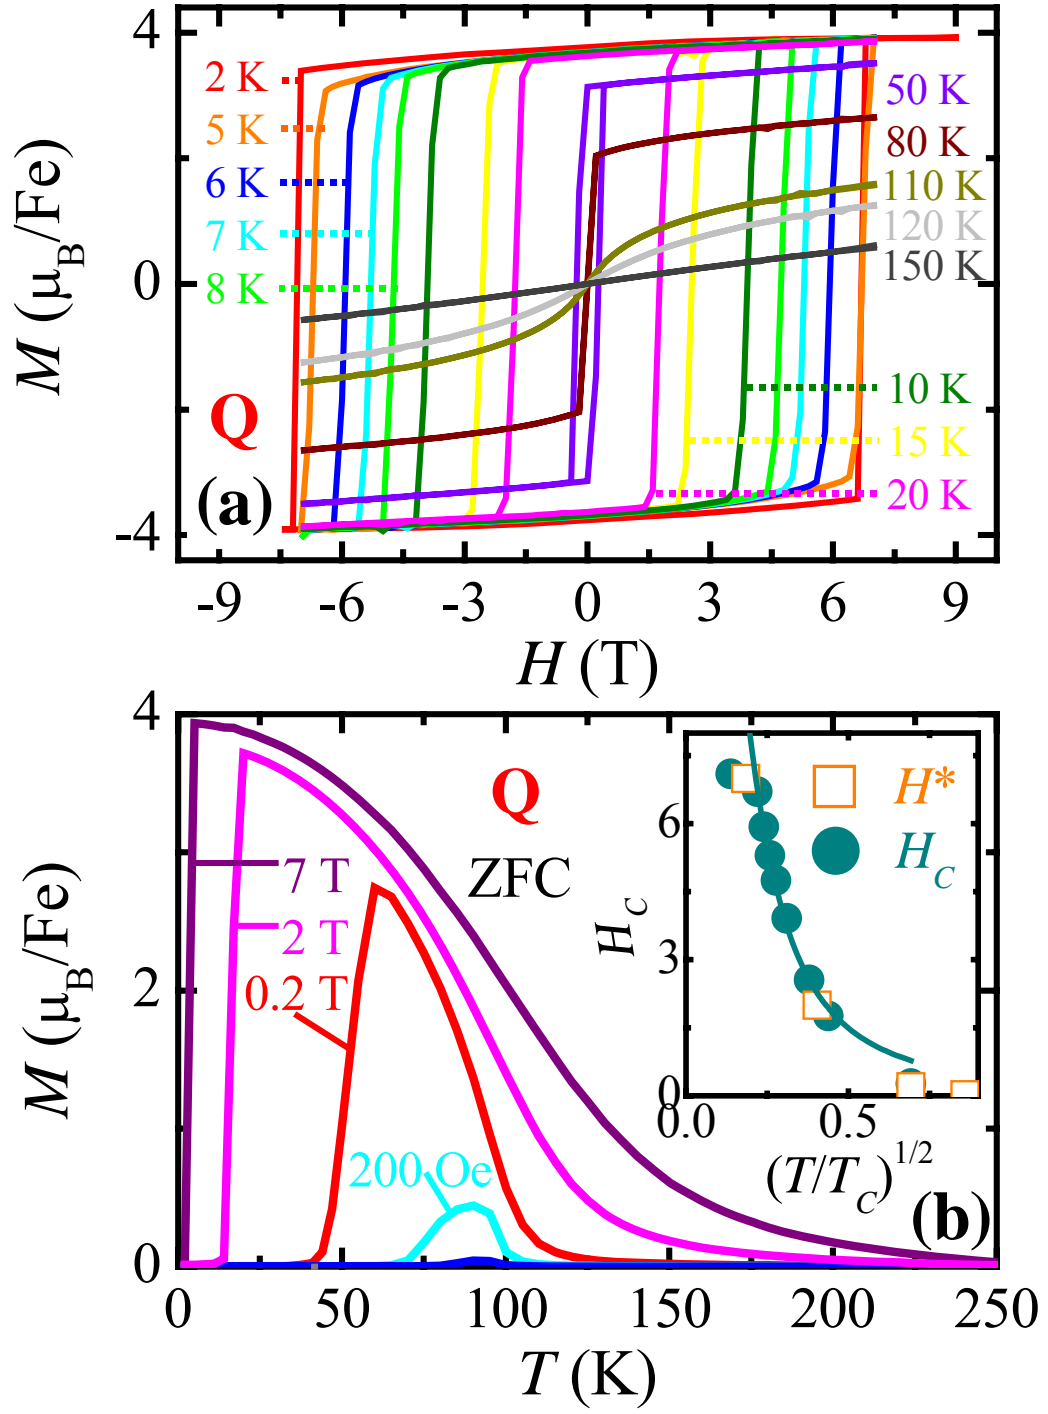 4
2 K
5 K
6 K
7 K
8 K
50 K
80 K
110 K
120 K
150 K
10 K
15 K
20 K
0
-4
M (μB/Fe)
Q
(a)
-9 -6 -3 0 3 6 9
H (T)
4
2
0
M (μB/Fe)
Q
ZFC
7 T
2 T
0.2 T
200 Oe
H*
HC
6
3
0
HC
0.0 0.5
(T/TC)1/2
(b)
0 50 100 150 200 250
T (K)